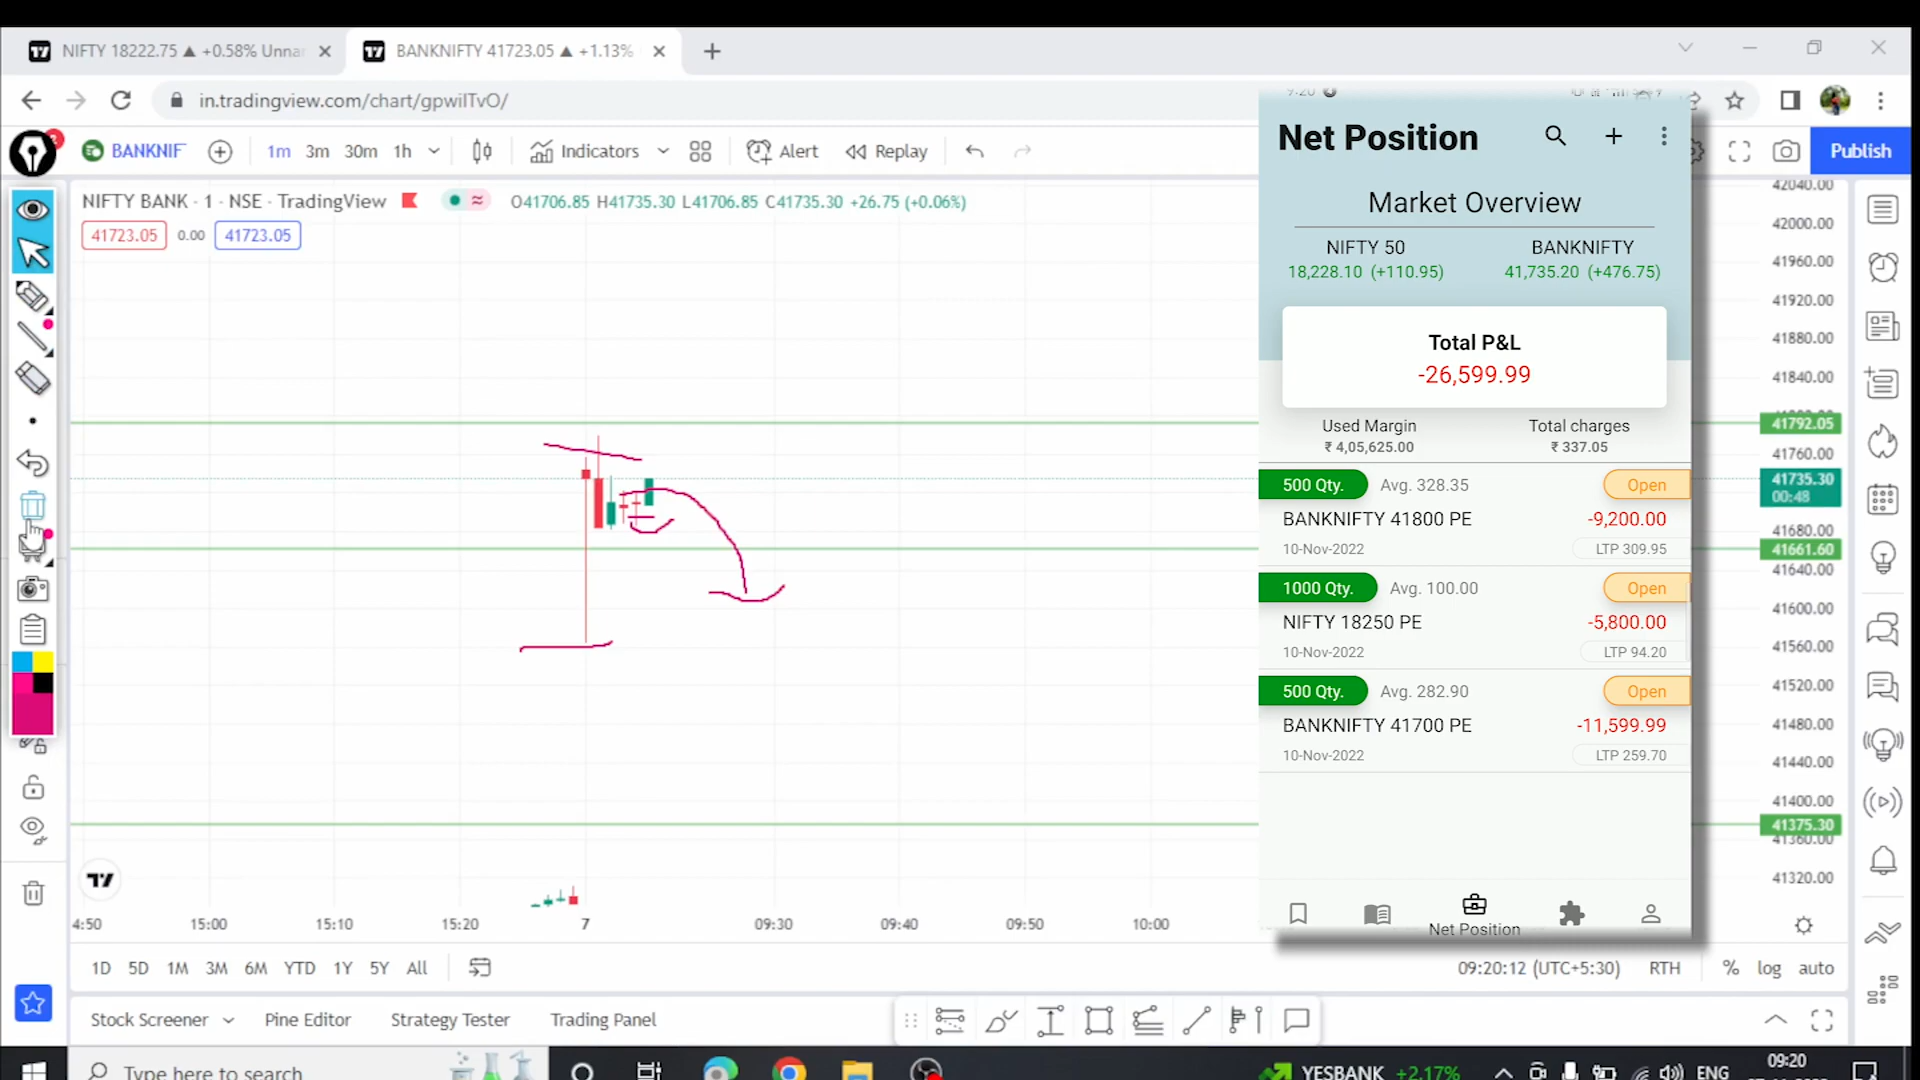 NIFTY 18222.75 ▲ +0.58% Unna
BANKNIFTY 41723.05 ▲ +1.13%
in.tradingview.com/chart/gpwiITvO/
BANKNIF
1m 3m 30m 1h
Indicators
Alert
Replay
Publish
NIFTY BANK · 1 · NSE · TradingView
O41706.85 H41735.30 L41706.85 C41735.30 +26.75 (+0.06%)
41723.05 0.00 41723.05
9:20
Net Position
Market Overview
NIFTY 50
18,228.10 (+110.95)
BANKNIFTY
41,735.20 (+476.75)
Total P&L
-26,599.99
Used Margin
₹ 4,05,625.00
Total charges
₹ 337.05
500 Qty. Avg. 328.35 Open
BANKNIFTY 41800 PE -9,200.00
10-Nov-2022 LTP 309.95
1000 Qty. Avg. 100.00 Open
NIFTY 18250 PE -5,800.00
10-Nov-2022 LTP 94.20
500 Qty. Avg. 282.90 Open
BANKNIFTY 41700 PE -11,599.99
10-Nov-2022 LTP 259.70
Net Position
42040.00
42000.00
41960.00
41920.00
41880.00
41840.00
41792.05
41760.00
41735.30
00:48
41680.00
41661.60
41640.00
41600.00
41560.00
41520.00
41480.00
41440.00
41400.00
41375.30
41360.00
41320.00
4:50 15:00 15:10 15:20 7 09:30 09:40 09:50 10:00
1D 5D 1M 3M 6M YTD 1Y 5Y All
09:20:12 (UTC+5:30) RTH % log auto
Stock Screener
Pine Editor
Strategy Tester
Trading Panel
Type here to search
YESBANK +2.17%
ENG
09:20